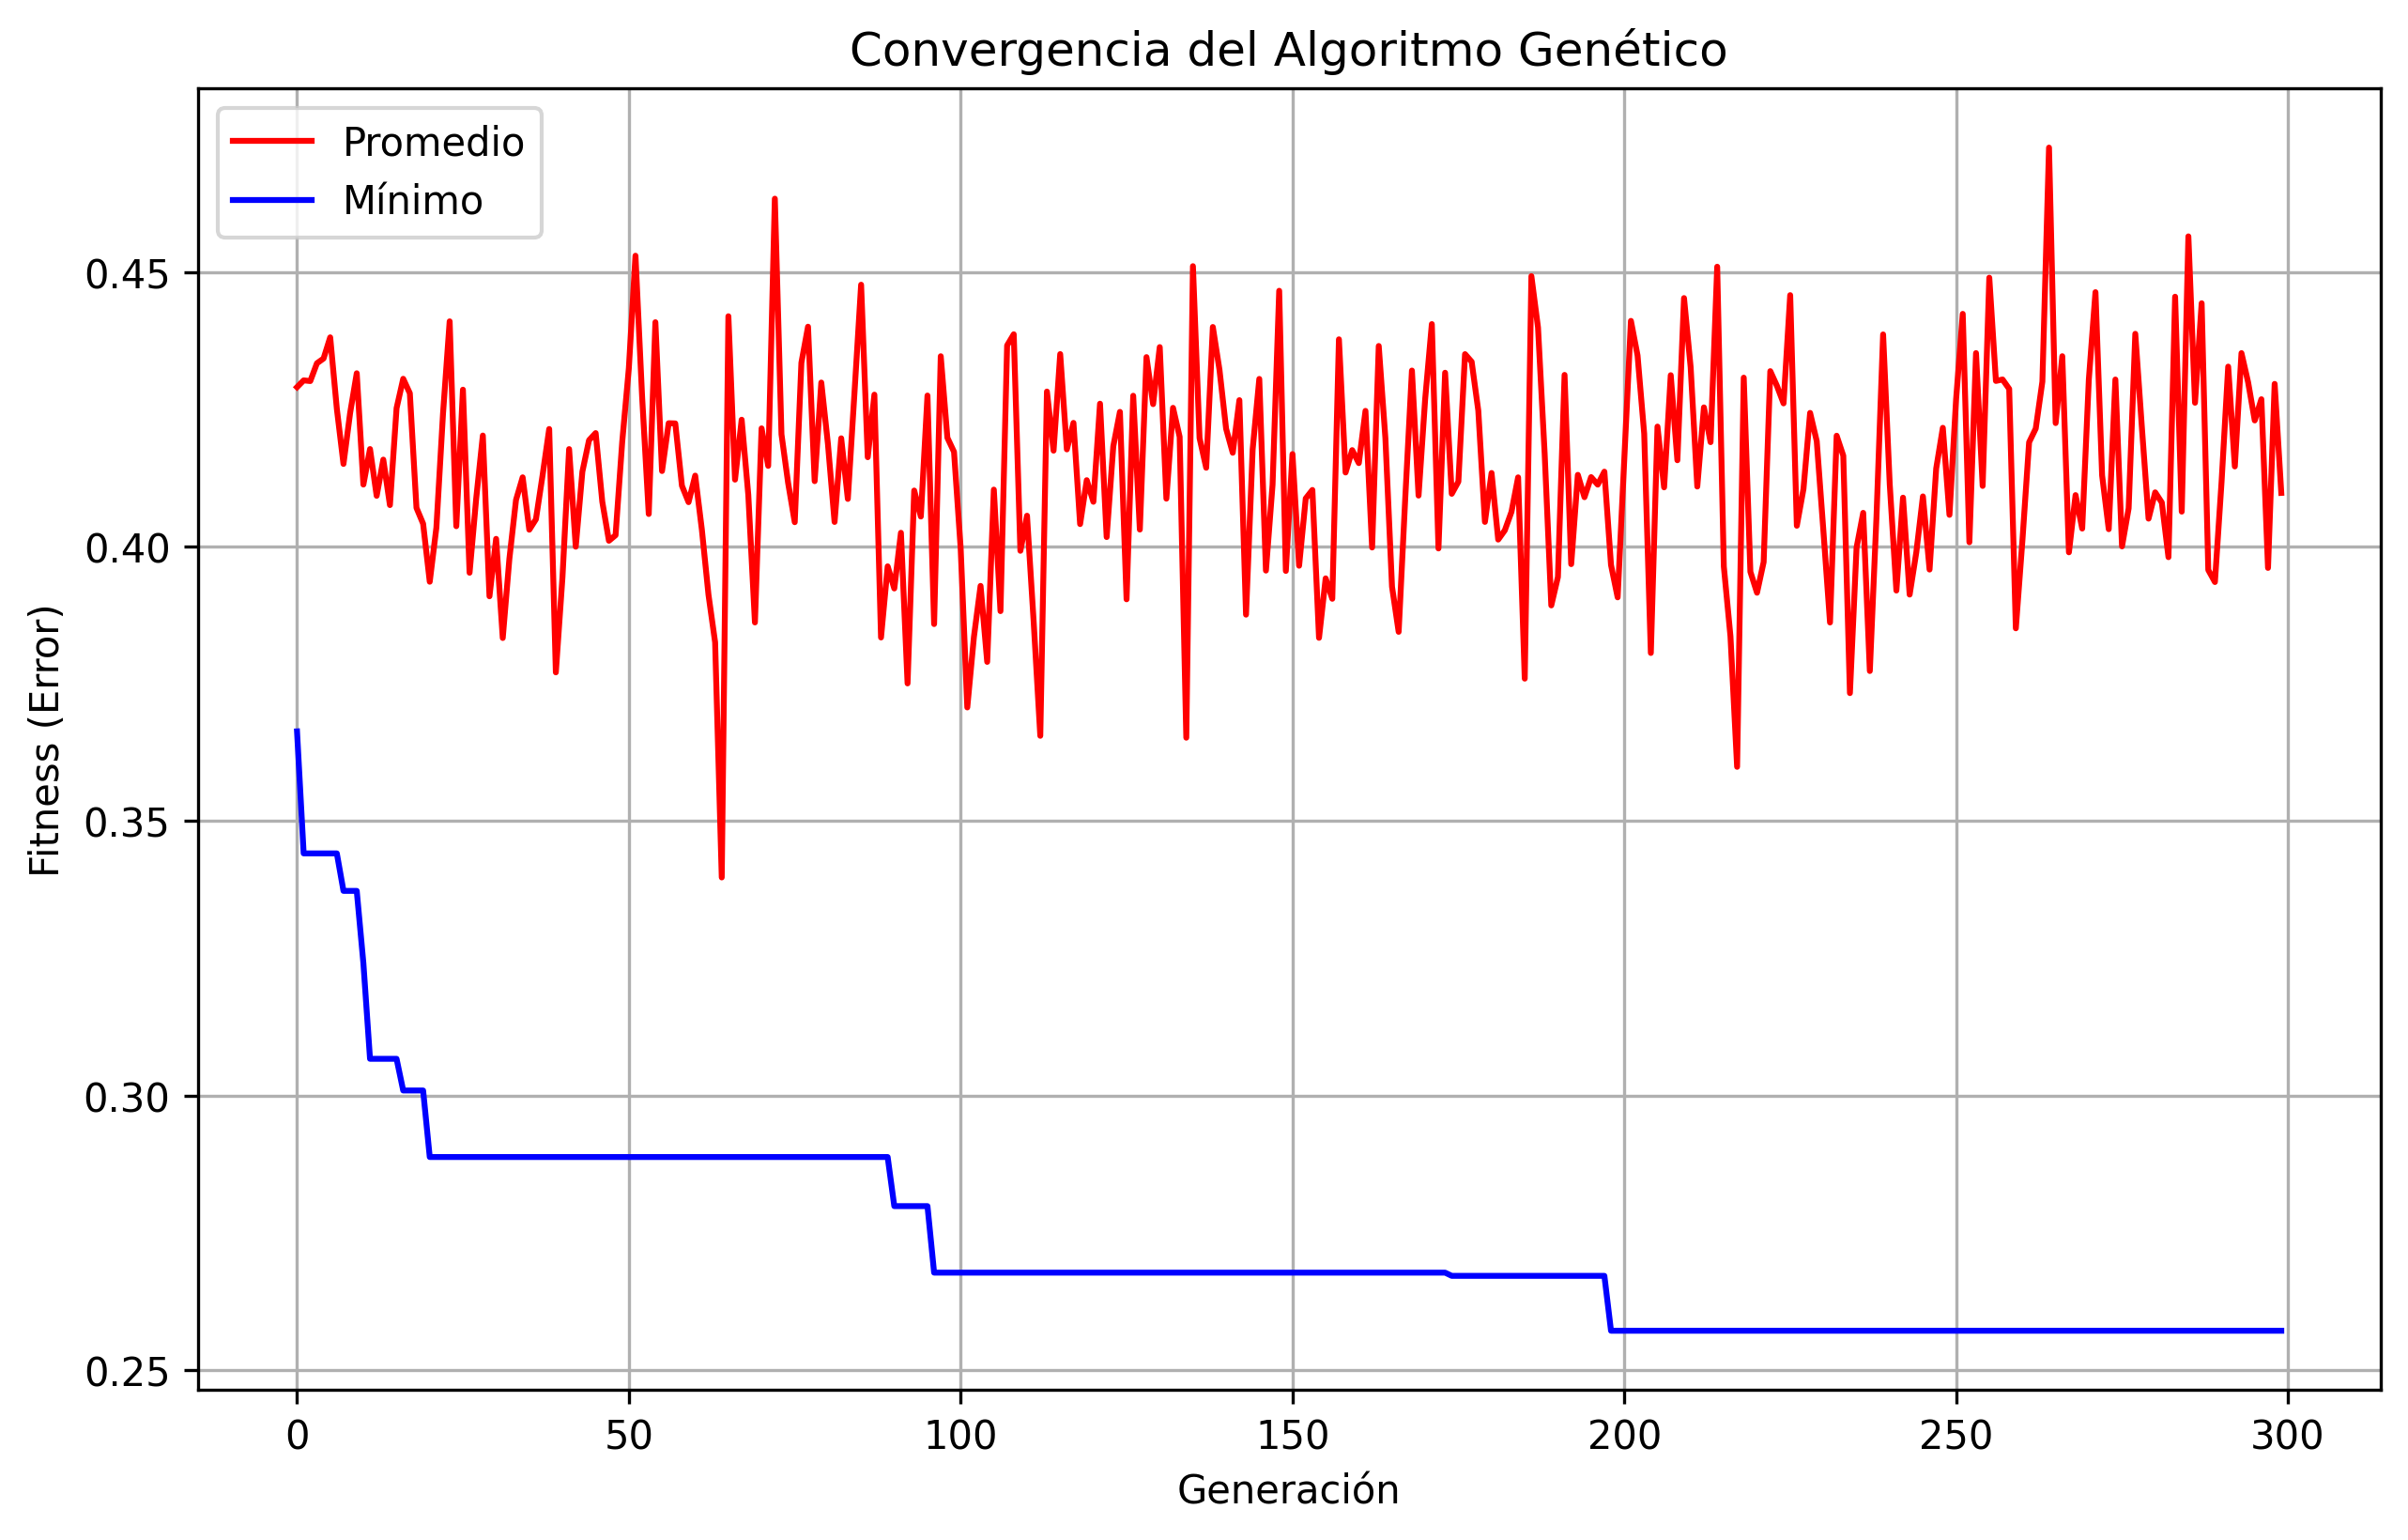 Convergencia del Algoritmo Genético
Promedio
Mínimo
0.45
0.40
0.35
0.30
0.25
Fitness (Error)
0 50 100 150 200 250 300
Generación